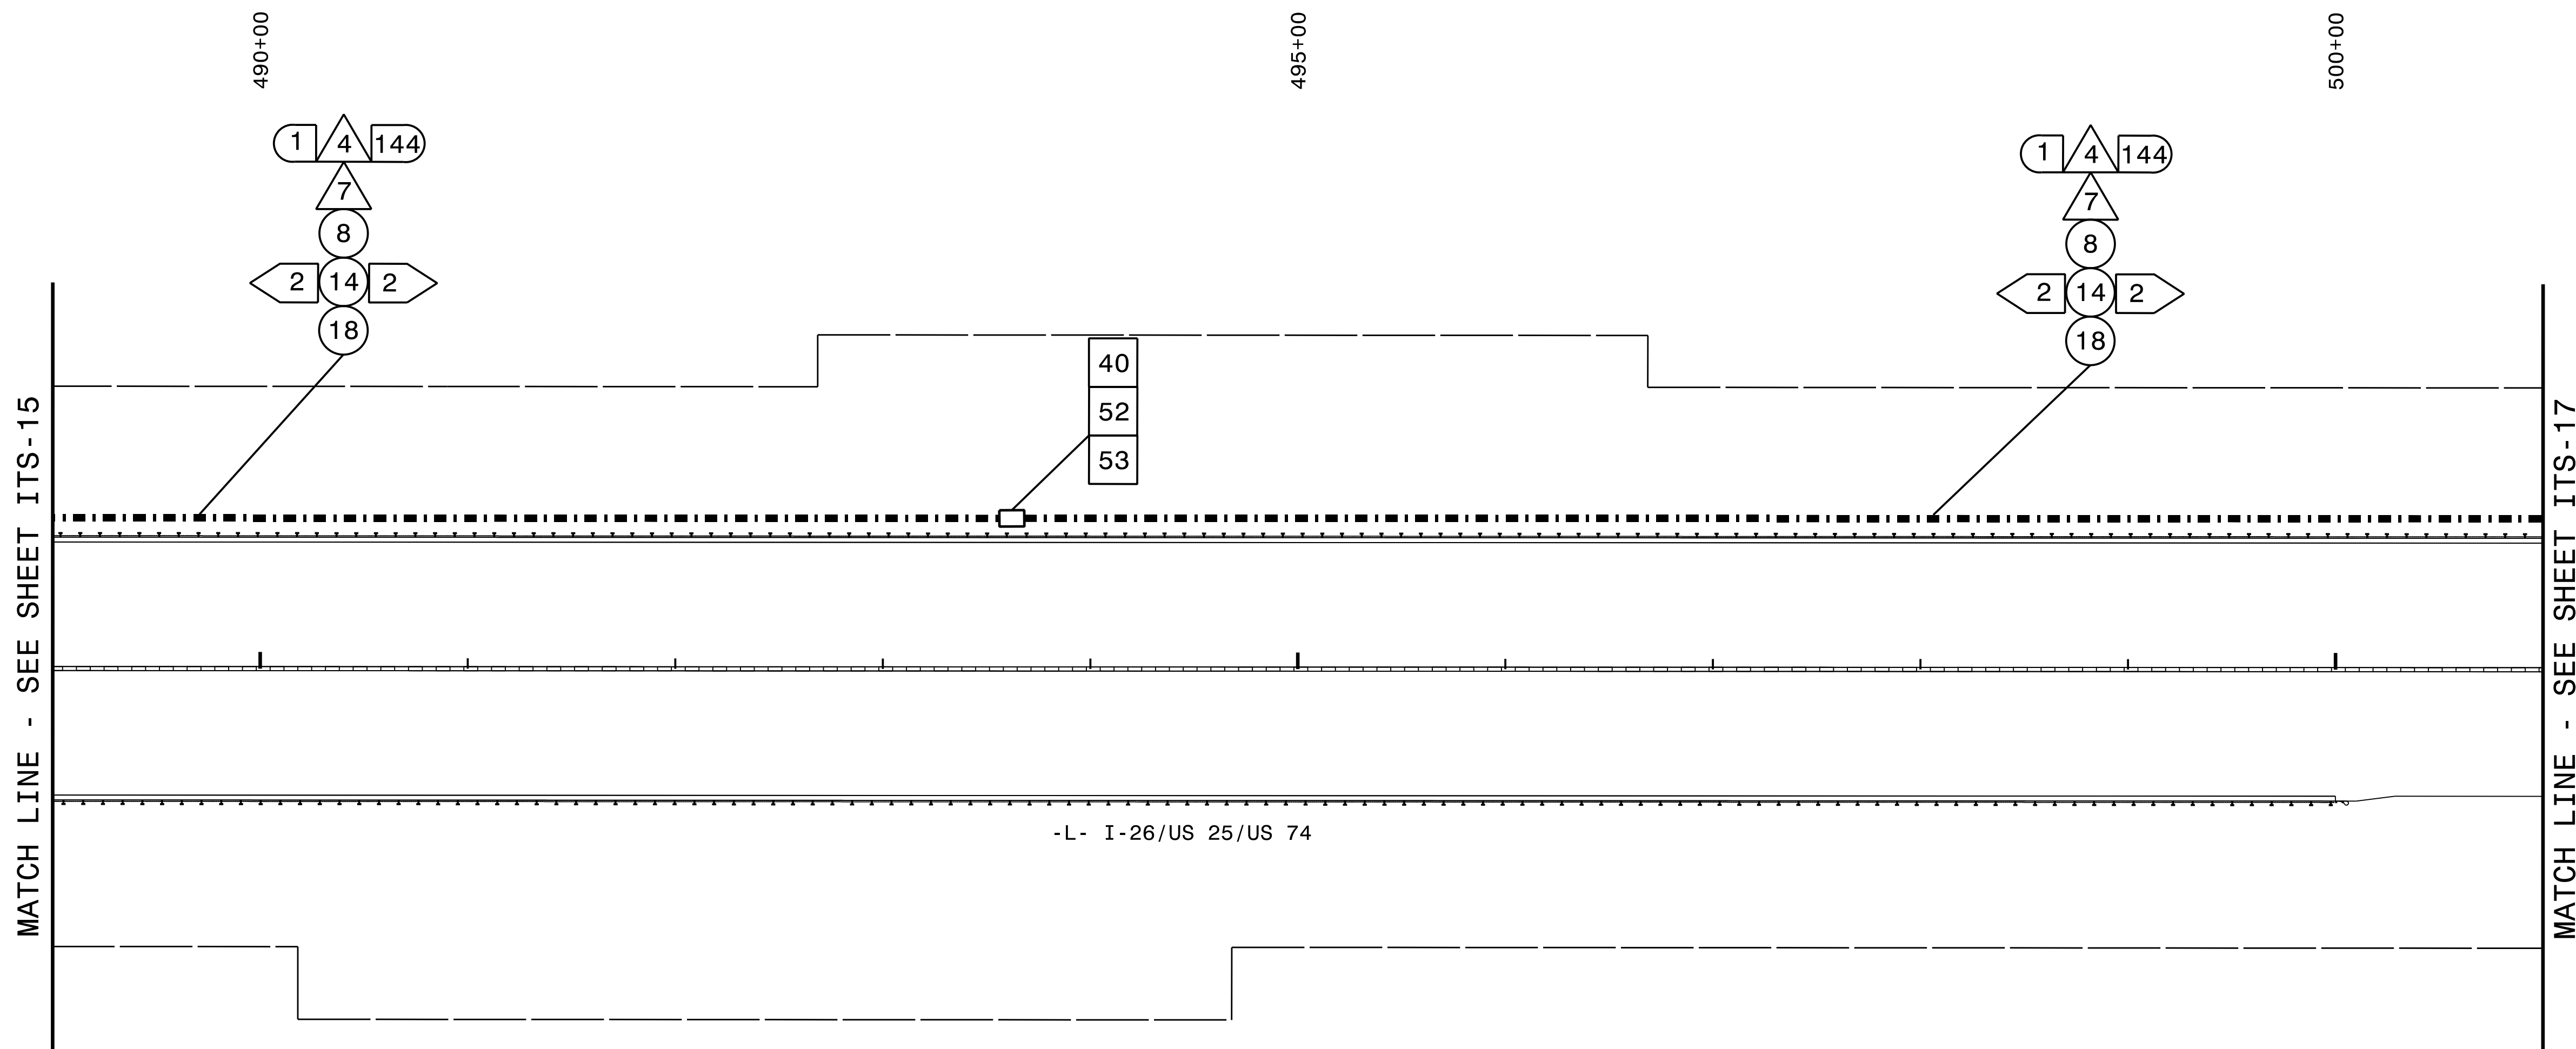 490+00
495+00
500+00
1 4 144
7
8
2 14 2
18
1 4 144
7
8
2 14 2
18
40
52
53
MATCH LINE - SEE SHEET ITS-15
MATCH LINE - SEE SHEET ITS-17
-L- I-26/US 25/US 74